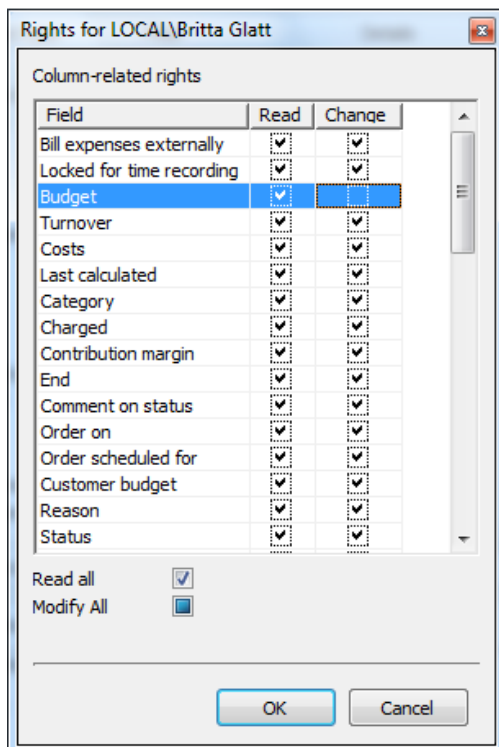 Rights for LOCAL\Britta Glatt
Column-related rights
Field Read Change
Bill expenses externally
Locked for time recording
Budget
Turnover
Costs
Last calculated
Category
Charged
Contribution margin
End
Comment on status
Order on
Order scheduled for
Customer budget
Reason
Status
Read all
Modify All
OK Cancel